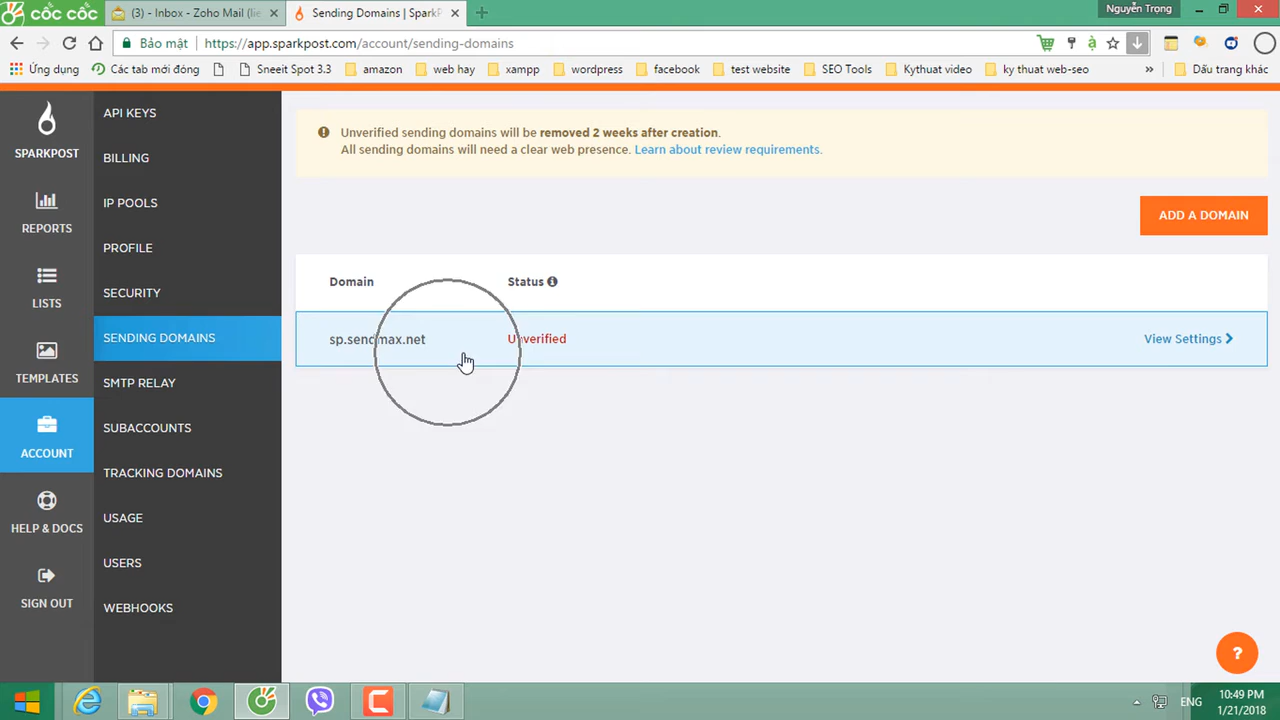 cốc cốc
(3) - Inbox - Zoho Mail (lie
Sending Domains | SparkP
Nguyễn Trong
Bảo mật
https://app.sparkpost.com/account/sending-domains
Ứng dụng
Các tab mới đóng
Sneeit Spot 3.3
amazon
web hay
xampp
wordpress
facebook
test website
SEO Tools
Kythuat video
ky thuat web-seo
»
Dấu trang khác
SPARKPOST
REPORTS
LISTS
TEMPLATES
ACCOUNT
HELP & DOCS
SIGN OUT
API KEYS
BILLING
IP POOLS
PROFILE
SECURITY
SENDING DOMAINS
SMTP RELAY
SUBACCOUNTS
TRACKING DOMAINS
USAGE
USERS
WEBHOOKS
Unverified sending domains will be removed 2 weeks after creation.
All sending domains will need a clear web presence. Learn about review requirements.
ADD A DOMAIN
Domain
Status
sp.sendmax.net
Unverified
View Settings
?
ENG
10:49 PM
1/21/2018